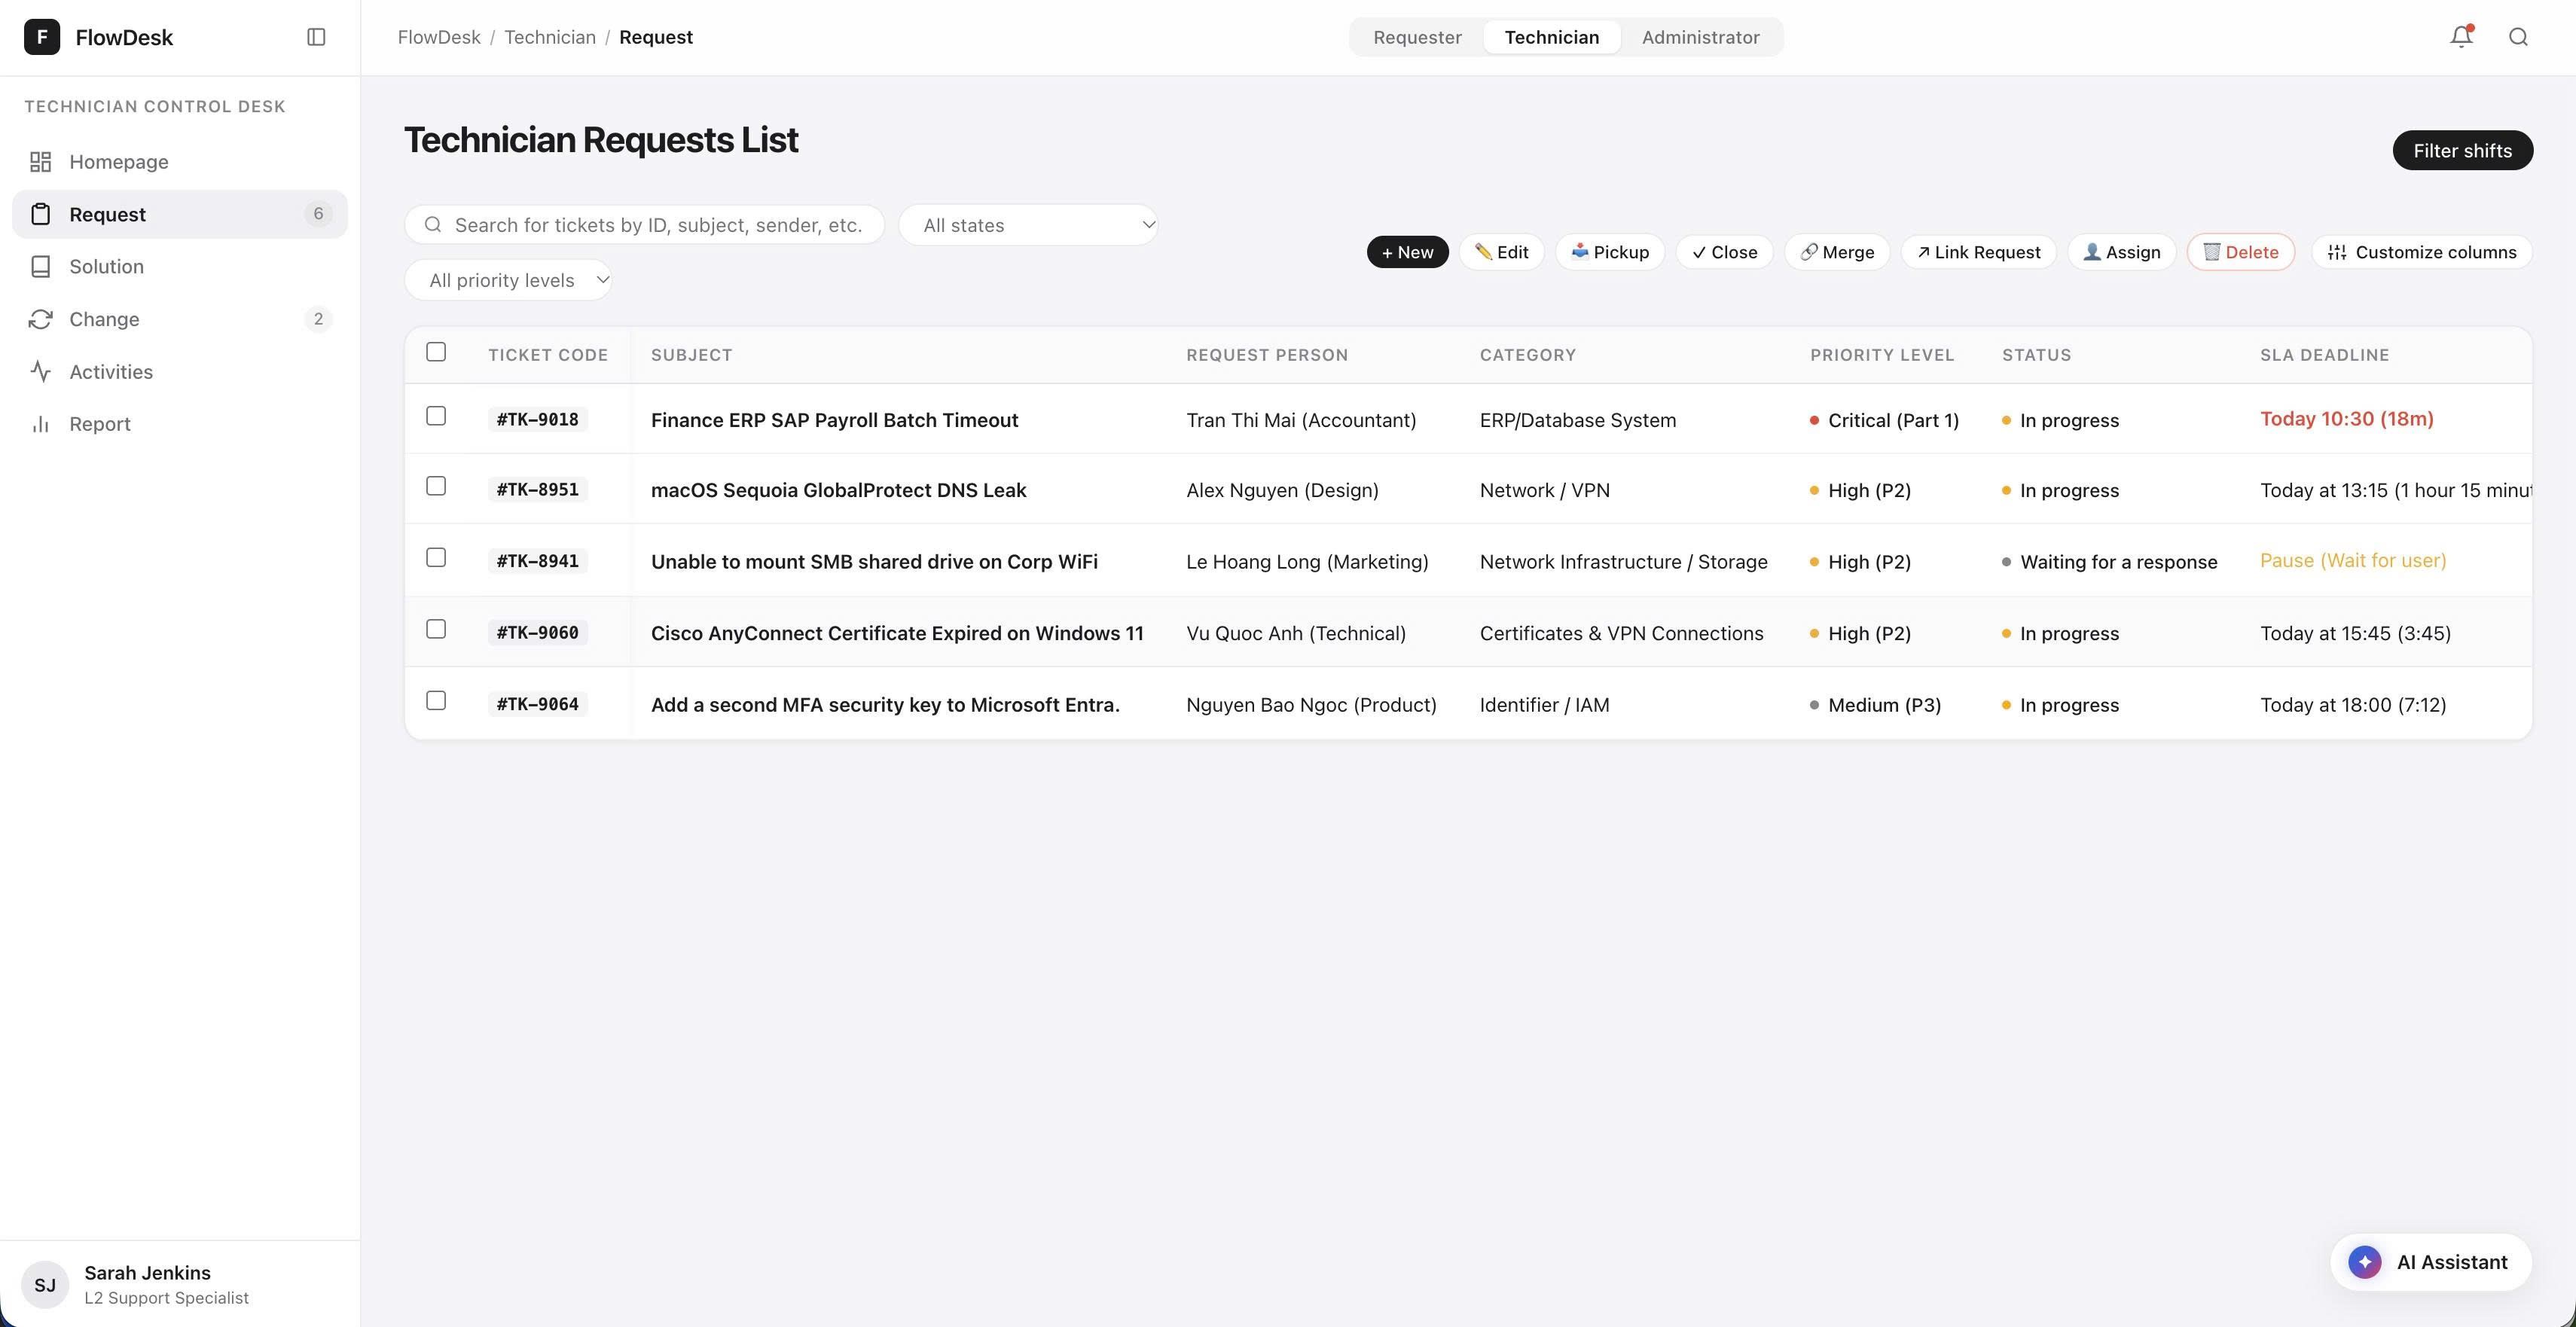 F FlowDesk
FlowDesk / Technician / Request
Requester Technician Administrator
TECHNICIAN CONTROL DESK
Homepage
Request 6
Solution
Change 2
Activities
Report
Technician Requests List
Filter shifts
Search for tickets by ID, subject, sender, etc.
All states
All priority levels
+ New
✏️ Edit
📥 Pickup
✓ Close
🔗 Merge
↗ Link Request
👤 Assign
🗑️ Delete
Customize columns
TICKET CODE SUBJECT REQUEST PERSON CATEGORY PRIORITY LEVEL STATUS SLA DEADLINE
#TK-9018 Finance ERP SAP Payroll Batch Timeout Tran Thi Mai (Accountant) ERP/Database System Critical (Part 1) In progress Today 10:30 (18m)
#TK-8951 macOS Sequoia GlobalProtect DNS Leak Alex Nguyen (Design) Network / VPN High (P2) In progress Today at 13:15 (1 hour 15 minut
#TK-8941 Unable to mount SMB shared drive on Corp WiFi Le Hoang Long (Marketing) Network Infrastructure / Storage High (P2) Waiting for a response Pause (Wait for user)
#TK-9060 Cisco AnyConnect Certificate Expired on Windows 11 Vu Quoc Anh (Technical) Certificates & VPN Connections High (P2) In progress Today at 15:45 (3:45)
#TK-9064 Add a second MFA security key to Microsoft Entra. Nguyen Bao Ngoc (Product) Identifier / IAM Medium (P3) In progress Today at 18:00 (7:12)
SJ
Sarah Jenkins
L2 Support Specialist
AI Assistant